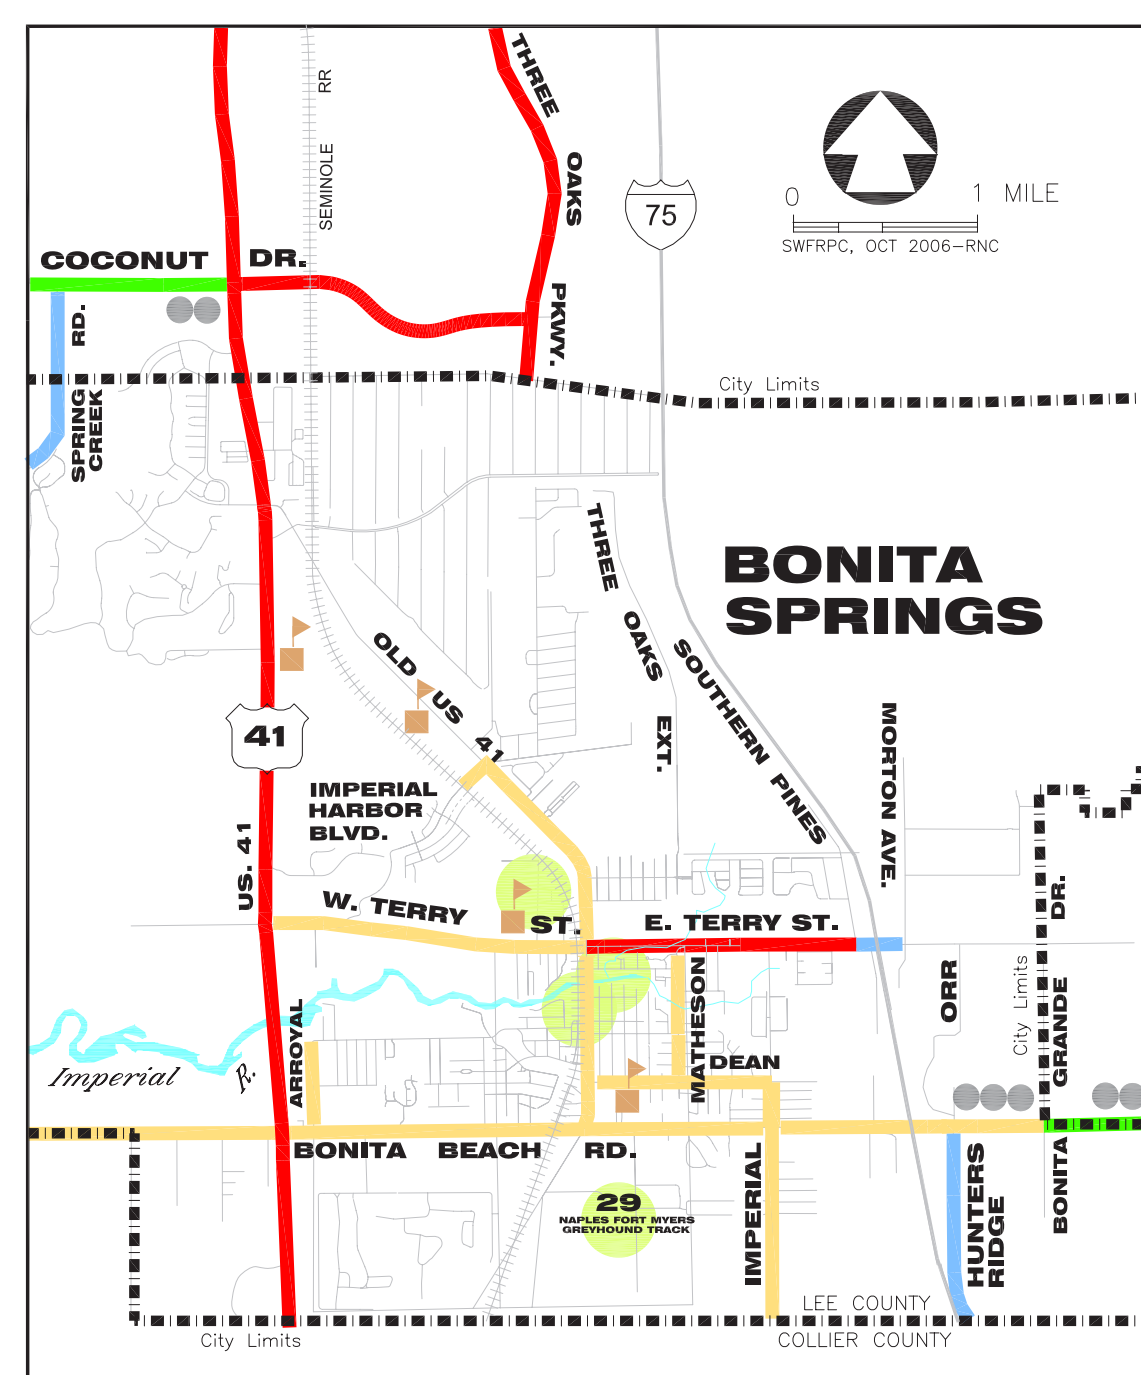 THREE
OAKS
PKWY.
SEMINOLE RR
75
0 1 MILE
SWFRPC, OCT 2006-RNC
COCONUT DR.
SPRING
CREEK
RD.
City Limits
BONITA
SPRINGS
THREE OAKS EXT.
OLD US 41
SOUTHERN PINES
MORTON AVE.
41
IMPERIAL
HARBOR
BLVD.
US. 41
W. TERRY ST.
E. TERRY ST.
BONITA GRANDE DR.
City Limits
ORR
MATHESON
DEAN
ARROYAL
Imperial R.
BONITA BEACH RD.
IMPERIAL
HUNTERS
RIDGE
29
NAPLES FORT MYERS
GREYHOUND TRACK
LEE COUNTY
COLLIER COUNTY
City Limits